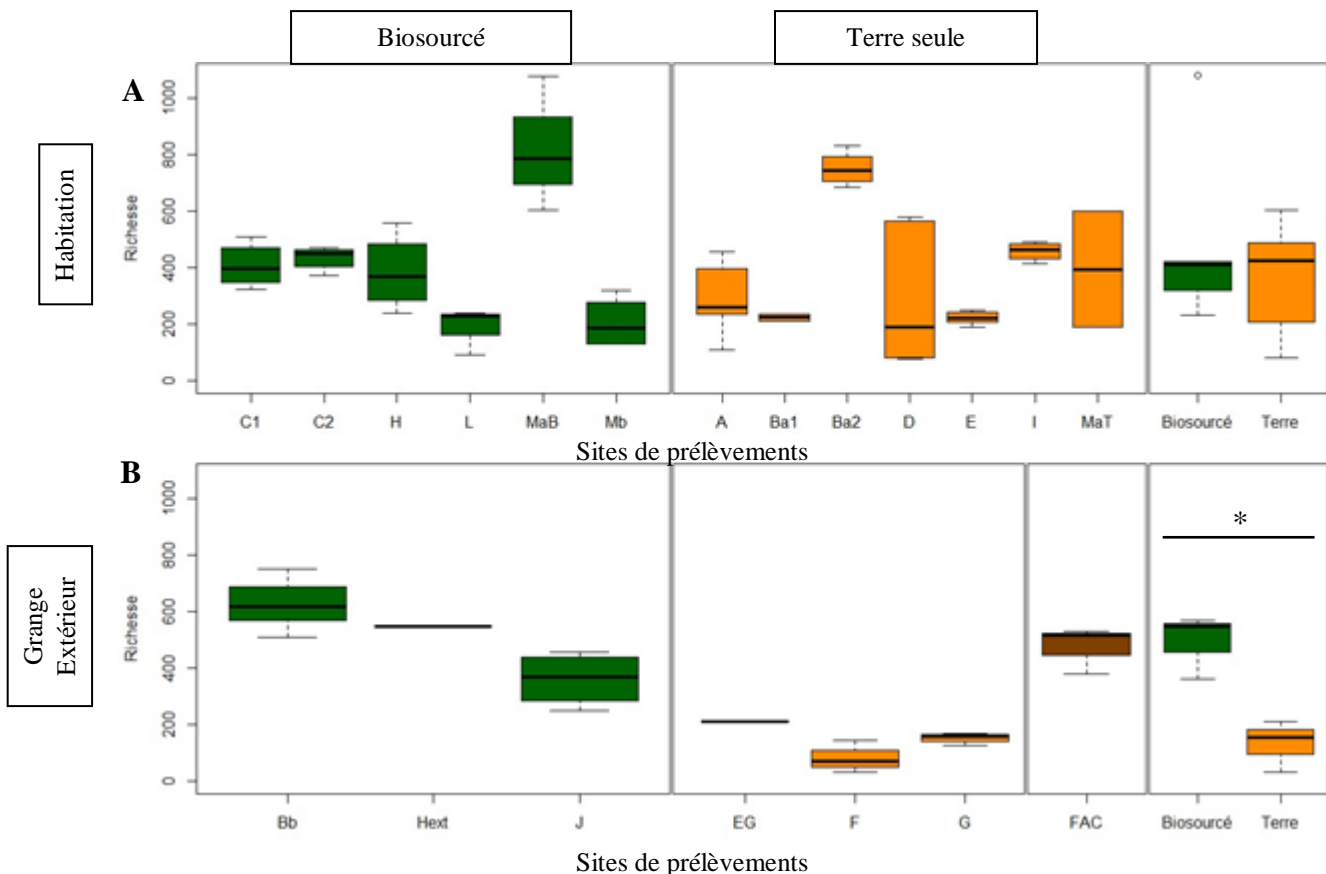 Biosourcé
Terre seule
A
Habitation
Richesse
1000
800
600
400
200
0
C1 C2 H L MaB Mb
A Ba1 Ba2 D E I MaT
Biosourcé Terre
Sites de prélèvements
B
Grange
Extérieur
Richesse
1000
800
600
400
200
0
*
Bb Hext J
EG F G
FAC
Biosourcé Terre
Sites de prélèvements